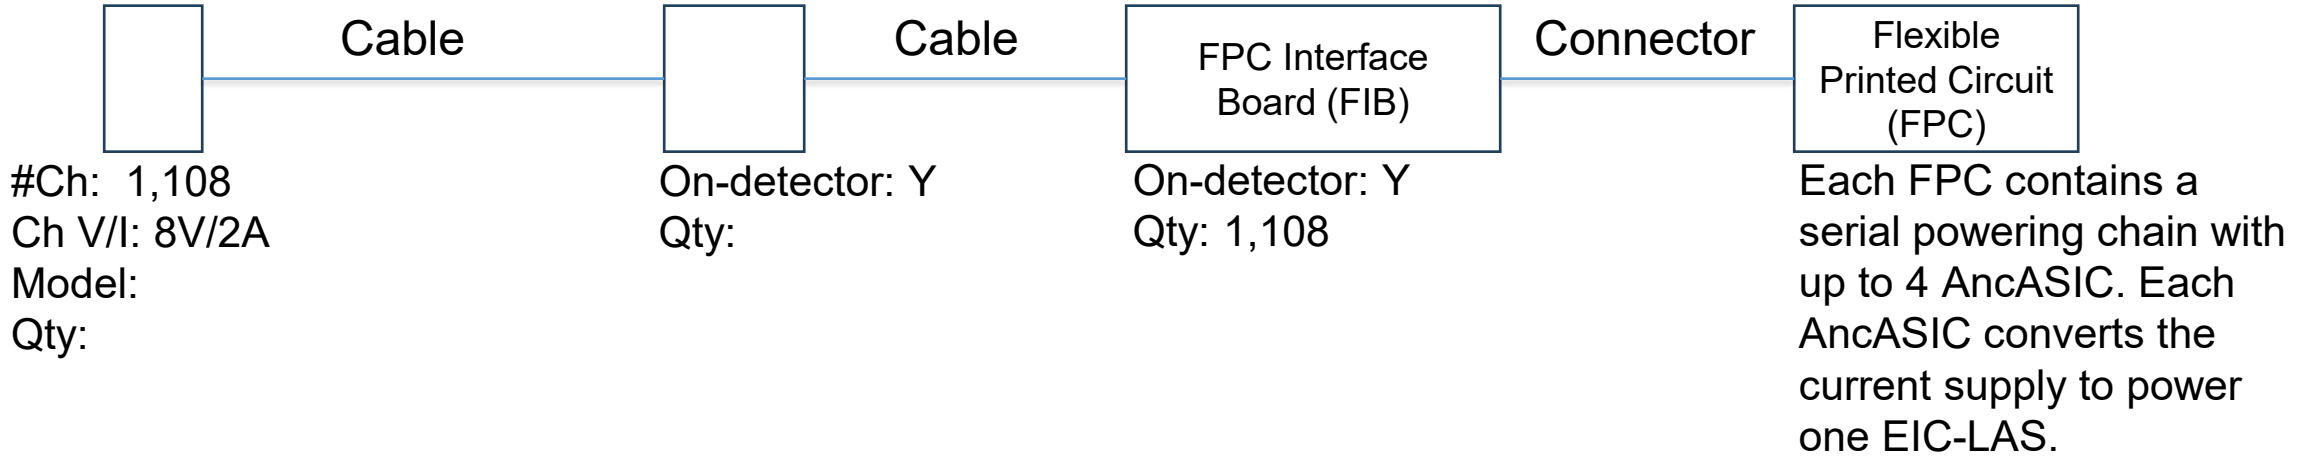 Cable
Cable
FPC Interface
Board (FIB)
Connector
Flexible
Printed Circuit
(FPC)
#Ch:  1,108
Ch V/I: 8V/2A
Model:
Qty:
On-detector: Y
Qty:
On-detector: Y
Qty: 1,108
Each FPC contains a
serial powering chain with
up to 4 AncASIC. Each
AncASIC converts the
current supply to power
one EIC-LAS.